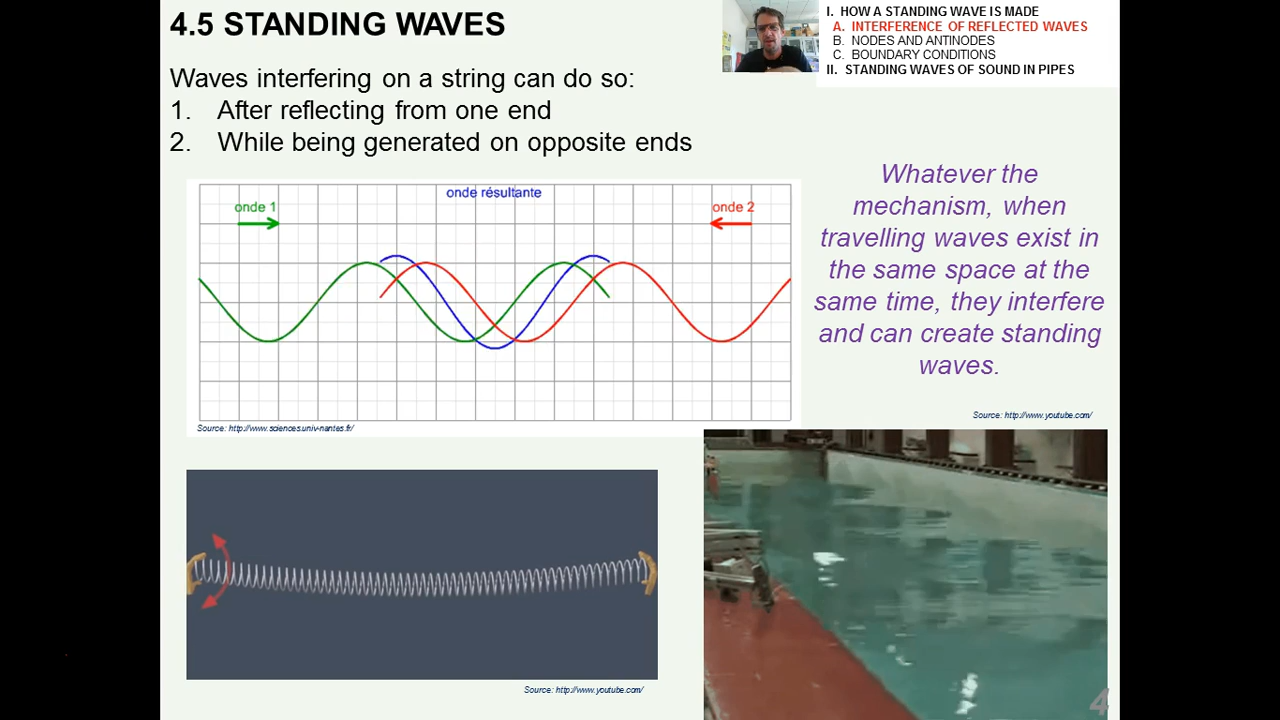 4.5 STANDING WAVES
I. HOW A STANDING WAVE IS MADE
A. INTERFERENCE OF REFLECTED WAVES
B. NODES AND ANTINODES
C. BOUNDARY CONDITIONS
II. STANDING WAVES OF SOUND IN PIPES
Waves interfering on a string can do so:
1. After reflecting from one end
2. While being generated on opposite ends
onde résultante
onde 1
onde 2
Source: http://www.sciences.univ-nantes.fr/
Whatever the
mechanism, when
travelling waves exist in
the same space at the
same time, they interfere
and can create standing
waves.
Source: http://www.youtube.com/
Source: http://www.youtube.com/
4